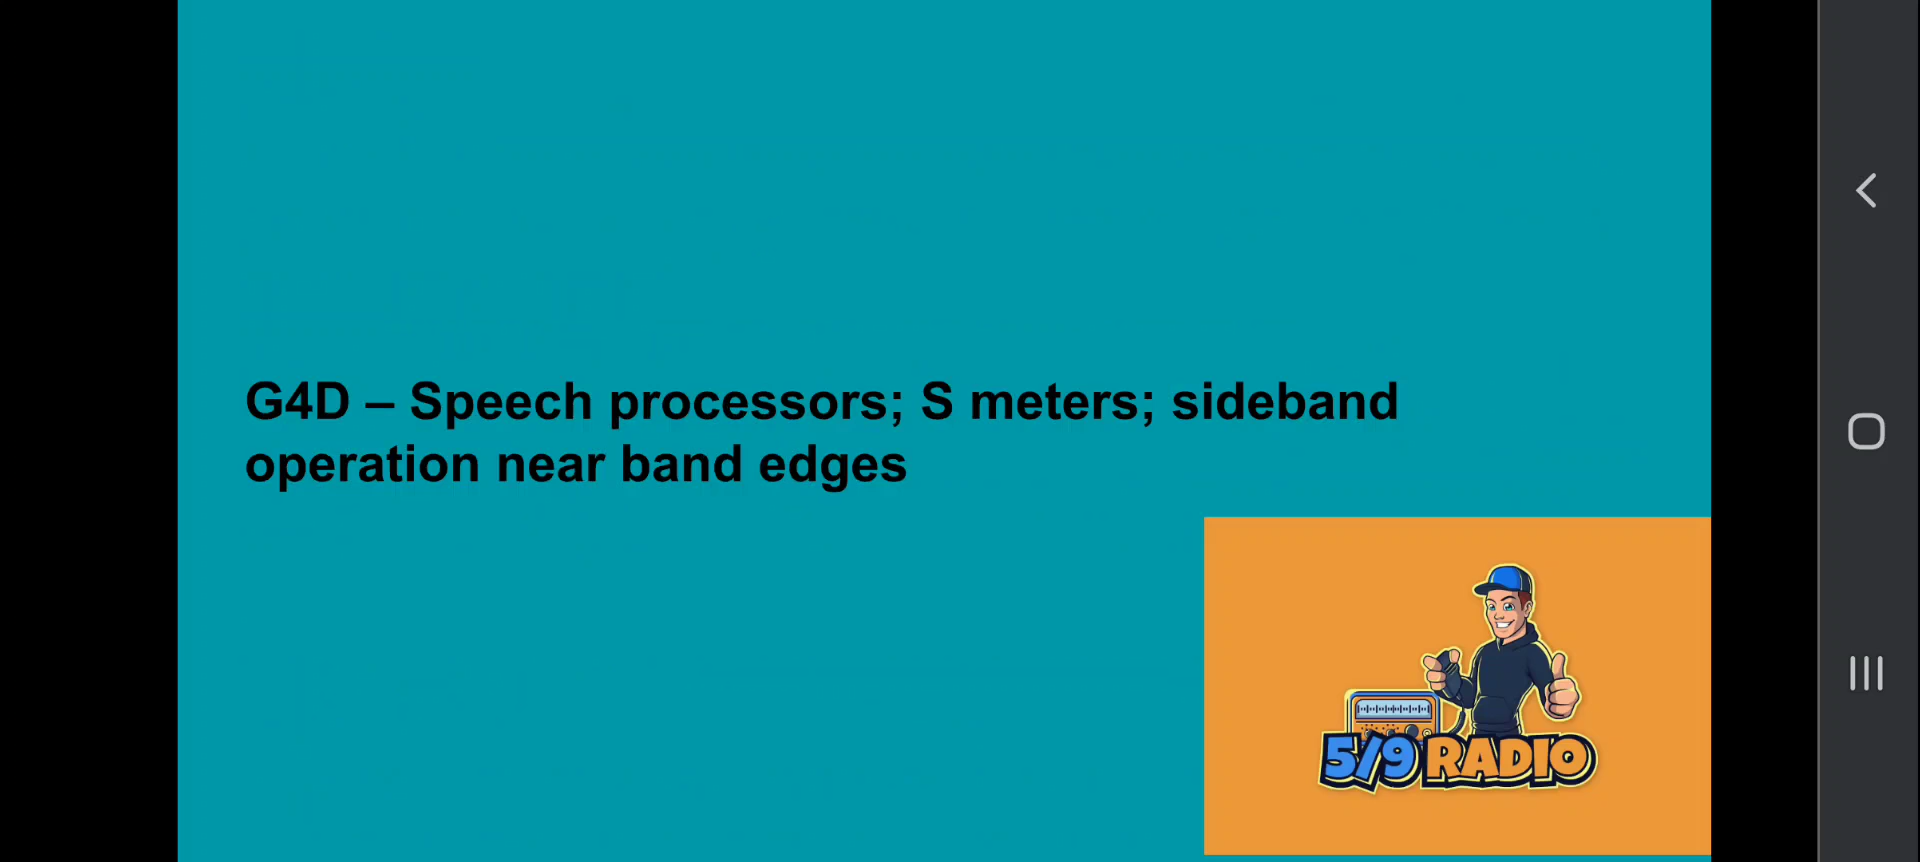 G4D – Speech processors; S meters; sideband
operation near band edges
5/9 RADIO